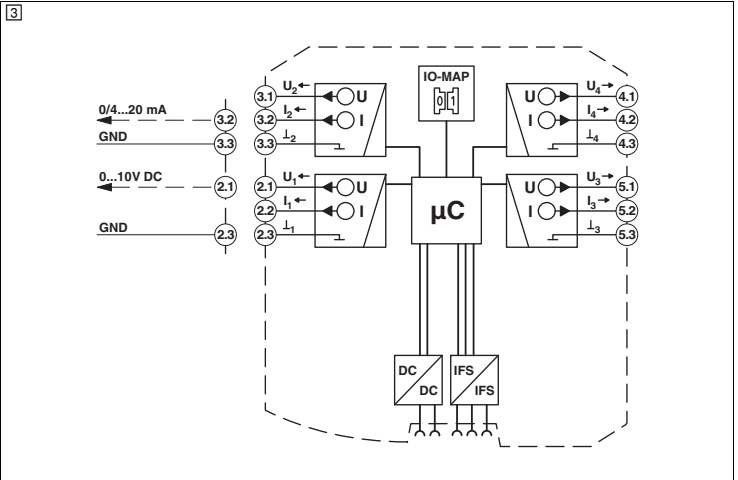 3
IO-MAP
0 1
0/4...20 mA
3.2
GND
3.3
0...10V DC
2.1
GND
2.3
3.1 U2 U
3.2 I2 I
3.3 ⊥2
2.1 U1 U
2.2 I1 I
2.3 ⊥1
µC
U U4 4.1
I I4 4.2
⊥4 4.3
U U3 5.1
I I3 5.2
⊥3 5.3
DC
DC
IFS
IFS